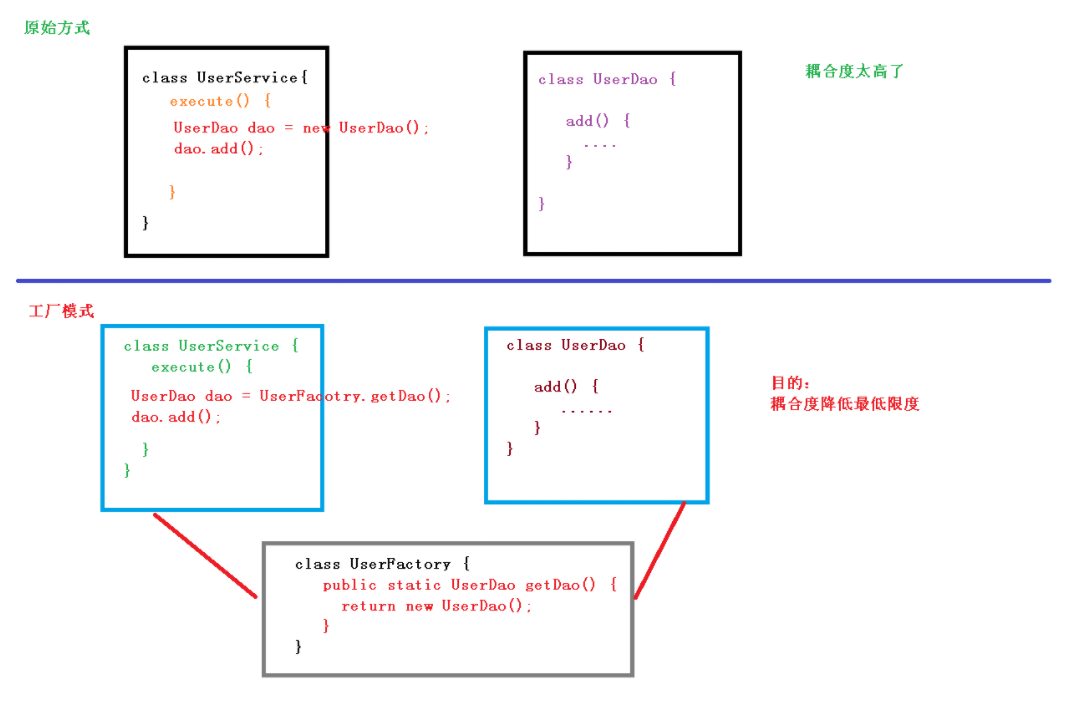 原始方式
class UserService{
execute() {
UserDao dao = new UserDao();
dao.add();
}
}
class UserDao {
add() {
....
}
}
耦合度太高了
工厂模式
class UserService {
execute() {
UserDao dao = UserFacotry.getDao();
dao.add();
}
}
class UserDao {
add() {
......
}
}
目的：
耦合度降低最低限度
class UserFactory {
public static UserDao getDao() {
return new UserDao();
}
}